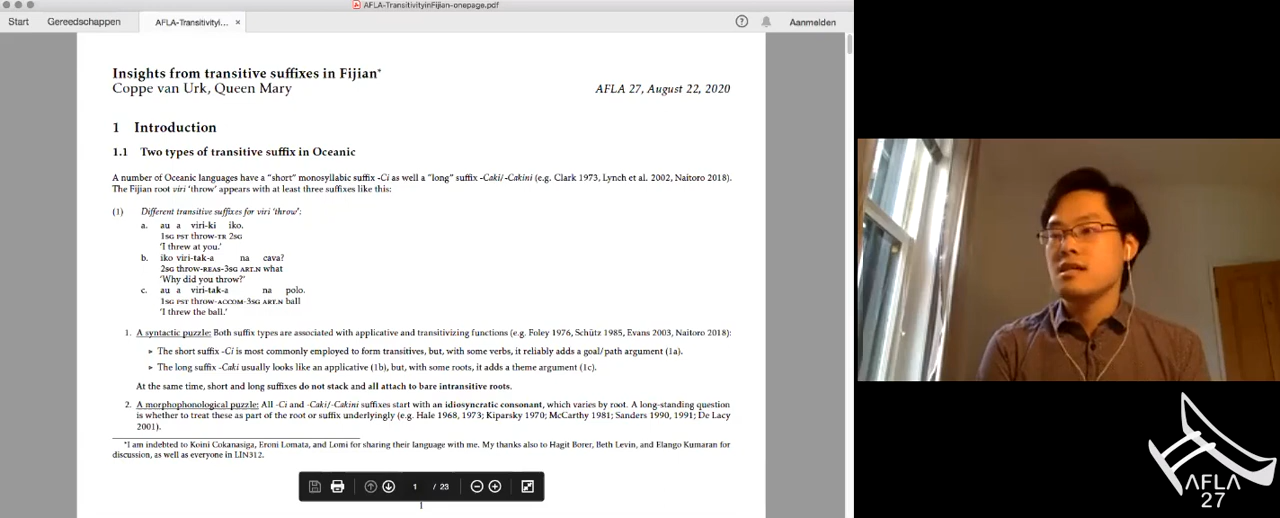 AFLA-TransitivityinFijian-onepage.pdf
Start Gereedschappen AFLA-Transitivityi... × Aanmelden
Insights from transitive suffixes in Fijian*
Coppe van Urk, Queen Mary AFLA 27, August 22, 2020
1 Introduction
1.1 Two types of transitive suffix in Oceanic
A number of Oceanic languages have a “short” monosyllabic suffix -Ci as well a “long” suffix -Caki/-Cakini (e.g. Clark 1973, Lynch et al. 2002, Naitoro 2018).
The Fijian root viri ‘throw’ appears with at least three suffixes like this:
(1) Different transitive suffixes for viri ‘throw’:
a. au a viri-ki iko.
1SG PST throw-TR 2SG
‘I threw at you.’
b. iko viri-tak-a na cava?
2SG throw-REAS-3SG ART.N what
‘Why did you throw?’
c. au a viri-tak-a na polo.
1SG PST throw-ACCOM-3SG ART.N ball
‘I threw the ball.’
1. A syntactic puzzle: Both suffix types are associated with applicative and transitivizing functions (e.g. Foley 1976, Schütz 1985, Evans 2003, Naitoro 2018):
▸ The short suffix -Ci is most commonly employed to form transitives, but, with some verbs, it reliably adds a goal/path argument (1a).
▸ The long suffix -Caki usually looks like an applicative (1b), but, with some roots, it adds a theme argument (1c).
At the same time, short and long suffixes do not stack and all attach to bare intransitive roots.
2. A morphophonological puzzle: All -Ci and -Caki/-Cakini suffixes start with an idiosyncratic consonant, which varies by root. A long-standing question
is whether to treat these as part of the root or suffix underlyingly (e.g. Hale 1968, 1973; Kiparsky 1970; McCarthy 1981; Sanders 1990, 1991; De Lacy
2001).
*I am indebted to Koini Cokanasiga, Eroni Lomata, and Lomi for sharing their language with me. My thanks also to Hagit Borer, Beth Levin, and Elango Kumaran for
discussion, as well as everyone in LIN312.
1 / 23
1
AFLA
27